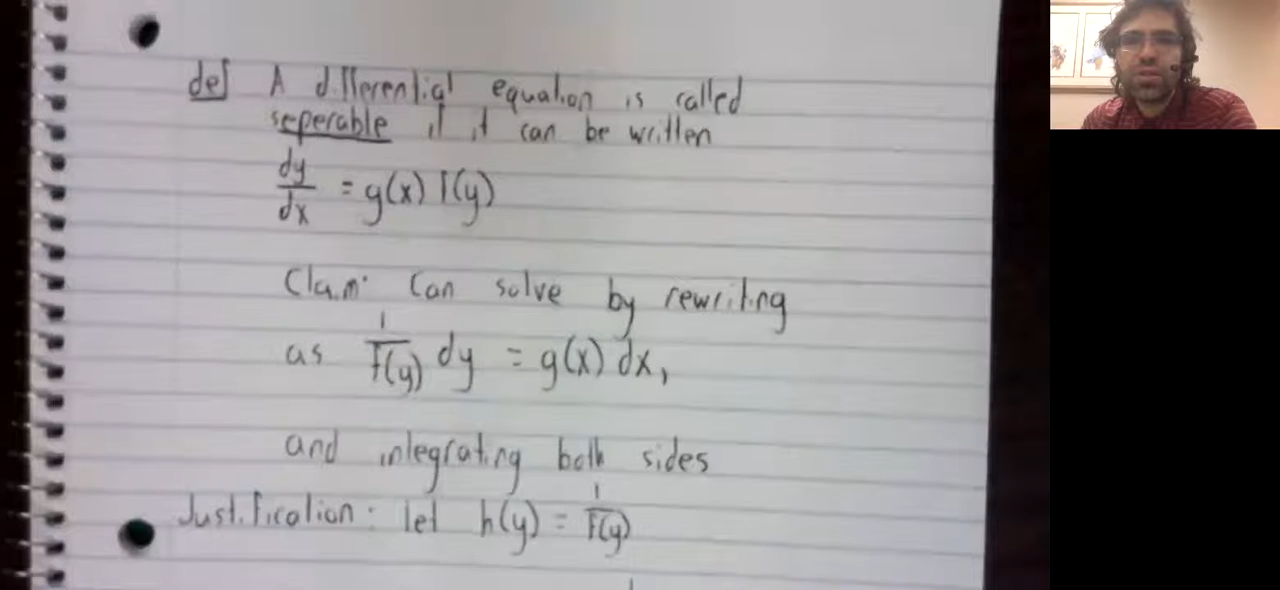 def A differential equation is called
seperable if it can be written
dy/dx = g(x) f(y)
Claim: Can solve by rewriting
as 1/f(y) dy = g(x) dx,
and integrating both sides
Justification: let h(y) = 1/f(y)